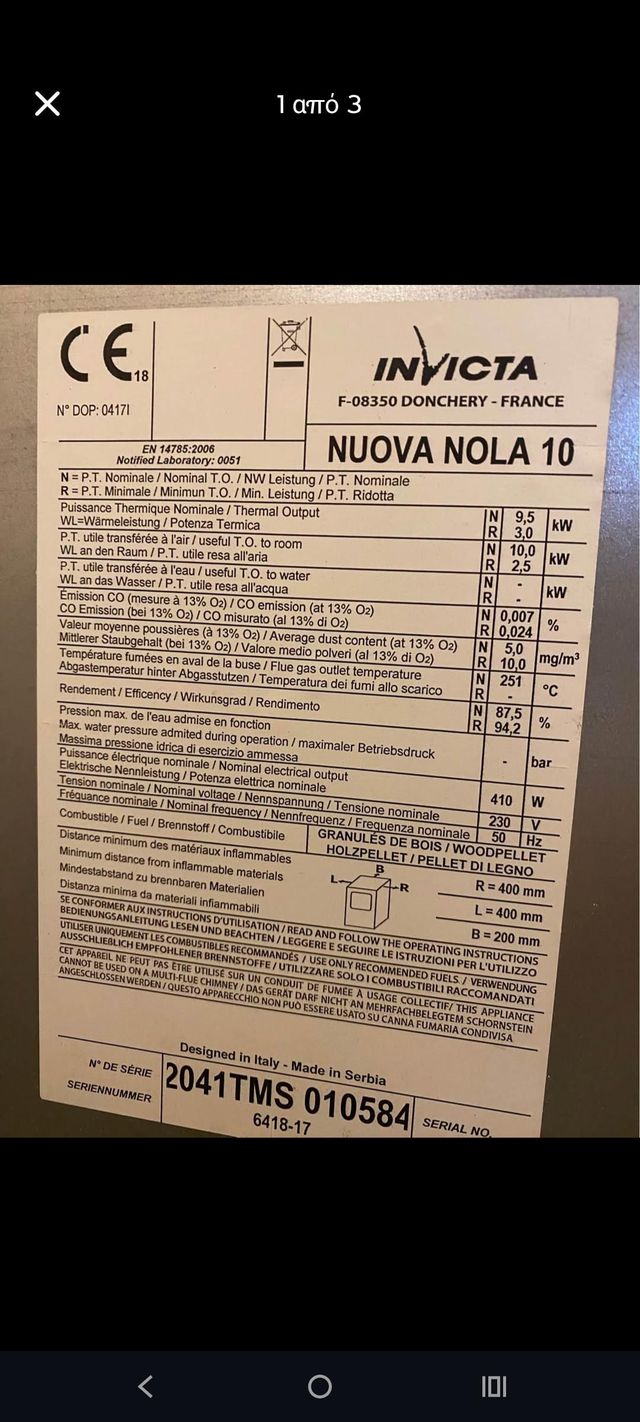 1 από 3
CE 18
N° DOP: 0417I
INVICTA
F-08350 DONCHERY - FRANCE
EN 14785:2006
Notified Laboratory: 0051
NUOVA NOLA 10
N = P.T. Nominale / Nominal T.O. / NW Leistung / P.T. Nominale
R = P.T. Minimale / Minimun T.O. / Min. Leistung / P.T. Ridotta
Puissance Thermique Nominale / Thermal Output
WL=Wärmeleistung / Potenza Termica
N 9,5 kW
R 3,0
P.T. utile transférée à l'air / useful T.O. to room
WL an den Raum / P.T. utile resa all'aria
N 10,0 kW
R 2,5
P.T. utile transférée à l'eau / useful T.O. to water
WL an das Wasser / P.T. utile resa all'acqua
N - kW
R -
Émission CO (mesure à 13% O2) / CO emission (at 13% O2)
CO Emission (bei 13% O2) / CO misurato (al 13% di O2)
N 0,007 %
R 0,024
Valeur moyenne poussières (à 13% O2) / Average dust content (at 13% O2)
Mittlerer Staubgehalt (bei 13% O2) / Valore medio polveri (al 13% di O2)
N 5,0 mg/m³
R 10,0
Température fumées en aval de la buse / Flue gas outlet temperature
Abgastemperatur hinter Abgasstutzen / Temperatura dei fumi allo scarico
N 251 °C
R -
Rendement / Efficency / Wirkunsgrad / Rendimento
N 87,5 %
R 94,2
Pression max. de l'eau admise en fonction
Max. water pressure admitted during operation / maximaler Betriebsdruck
Massima pressione idrica di esercizio ammessa
- bar
Puissance électrique nominale / Nominal electrical output
Elektrische Nennleistung / Potenza elettrica nominale
410 W
Tension nominale / Nominal voltage / Nennspannung / Tensione nominale
230 V
Fréquance nominale / Nominal frequency / Nennfrequenz / Frequenza nominale
50 Hz
Combustible / Fuel / Brennstoff / Combustibile
GRANULÉS DE BOIS / WOODPELLET
HOLZPELLET / PELLET DI LEGNO
Distance minimum des matériaux inflammables
Minimum distance from inflammable materials
Mindestabstand zu brennbaren Materialien
Distanza minima da materiali infiammabili
B
L
R
R = 400 mm
L = 400 mm
B = 200 mm
SE CONFORMER AUX INSTRUCTIONS D'UTILISATION / READ AND FOLLOW THE OPERATING INSTRUCTIONS
BEDIENUNGSANLEITUNG LESEN UND BEACHTEN / LEGGERE E SEGUIRE LE ISTRUZIONI PER L'UTILIZZO
UTILISER UNIQUEMENT LES COMBUSTIBLES RECOMMANDÉS / USE ONLY RECOMMENDED FUELS. / VERWENDUNG
AUSSCHLIEBLICH EMPFOHLENER BRENNSTOFFE / UTILIZZARE SOLO I COMBUSTIBILI RACCOMANDATI
CET APPAREIL NE PEUT PAS ÊTRE UTILISÉ SUR UN CONDUIT DE FUMÉE À USAGE COLLECTIF/ THIS APPLIANCE
CANNOT BE USED ON A MULTI-FLUE CHIMNEY / DAS GERÄT DARF NICHT AN MEHRFACHBELEGTEM SCHORNSTEIN
ANGESCHLOSSEN WERDEN / QUESTO APPARECCHIO NON PUÒ ESSERE USATO SU CANNA FUMARIA CONDIVISA
Designed in Italy - Made in Serbia
N° DE SÉRIE
SERIENNUMMER
2041TMS 010584
6418-17
SERIAL NO.